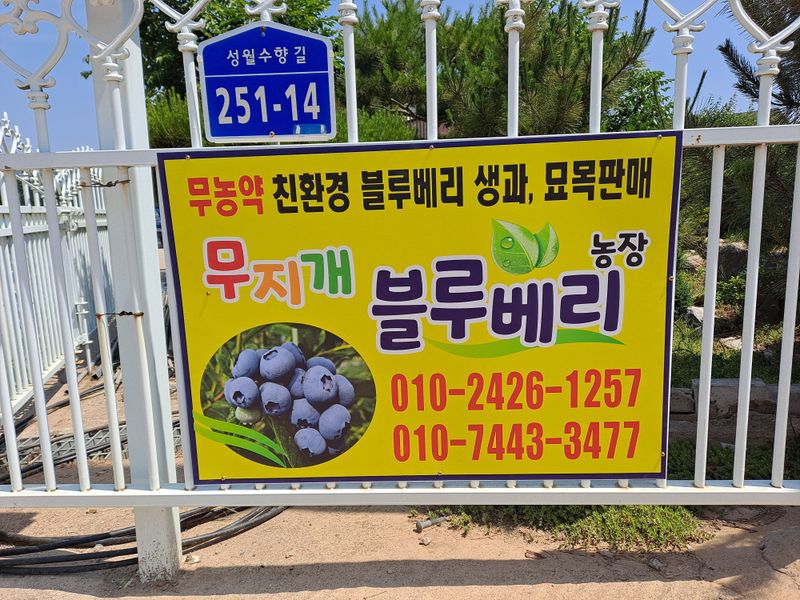 성월수향길
251-14
무농약 친환경 블루베리 생과, 묘목판매
무지개 블루베리 농장
010-2426-1257
010-7443-3477